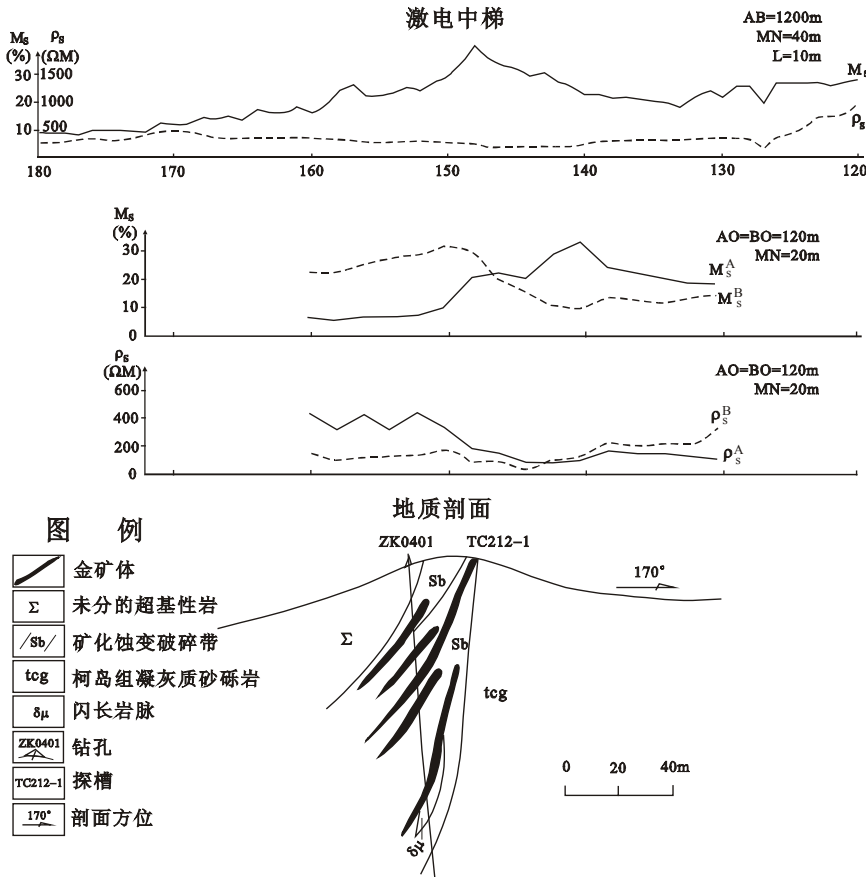 激电中梯
AB=1200m
MN=40m
L=10m
Ms ρs
(%) (ΩM)
30 1500
20 1000
10 500
Ms
ρs
180 170 160 150 140 130 120
Ms
(%)
30
20
10
0
AO=BO=120m
MN=20m
MsA
MsB
ρs
(ΩM)
600
400
200
0
AO=BO=120m
MN=20m
ρsB
ρsA
地质剖面
ZK0401 TC212-1
170°
Sb
Σ
Sb
tcg
δμ
0 20 40m
图 例
金矿体
Σ 未分的超基性岩
/Sb/ 矿化蚀变破碎带
tcg 柯岛组凝灰质砂砾岩
δμ 闪长岩脉
ZK0401 钻孔
TC212-1 探槽
170° 剖面方位